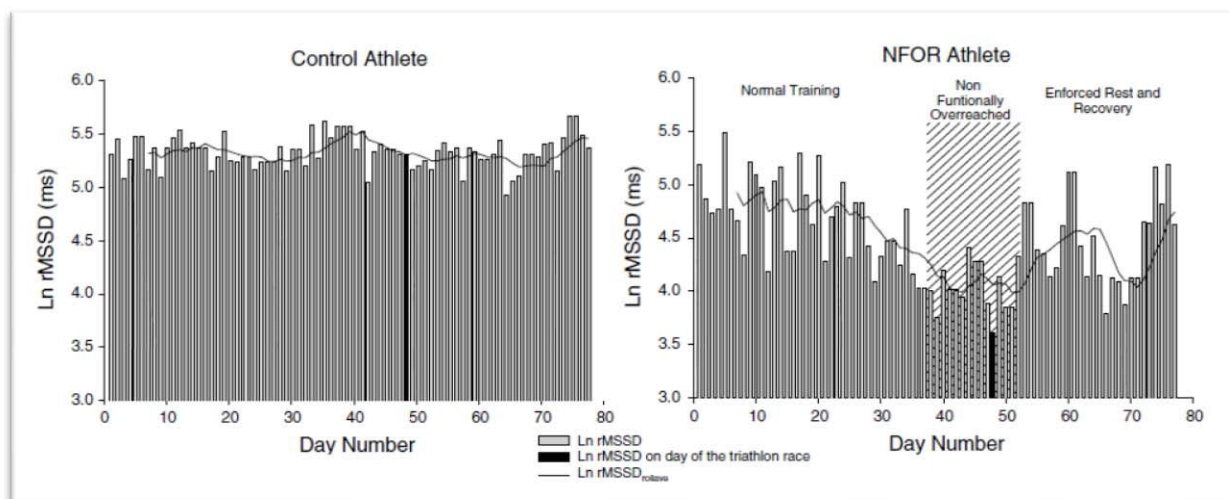 Control Athlete
Ln rMSSD (ms)
6.0
5.5
5.0
4.5
4.0
3.5
3.0
0 10 20 30 40 50 60 70 80
Day Number
NFOR Athlete
Ln rMSSD (ms)
6.0
5.5
5.0
4.5
4.0
3.5
3.0
Normal Training
Non
Funtionally
Overreached
Enforced Rest and
Recovery
0 10 20 30 40 50 60 70 80
Day Number
Ln rMSSD
Ln rMSSD on day of the triathlon race
Ln rMSSD